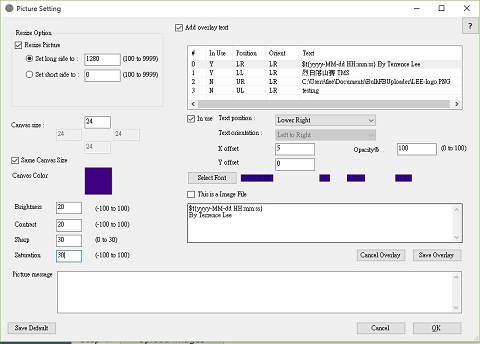 Picture Setting
?
Resize Option
Resize Picture
Set long side to : 1280 (100 to 9999)
Set short side to : 0 (100 to 9999)
Canvas size : 24
24 24
24
Same Canvas Size
Canvas Color
Brightness 20 (-100 to 100)
Contrast 20 (-100 to 100)
Sharp 30 (0 to 30)
Saturation 30 (-100 to 100)
Add overlay text
# In Use Position Orient Text
0 Y LR LR $t{yyyy-MM-dd HH:mm:ss} By Terrence Lee
1 Y LL LR 烈日落山賽 TMS
2 N UR LR C:\Users\tlee\Documents\BulkFBUploader\LEE-logo.PNG
3 N UL LR testing
In use Text position : Lower Right
Text orientation : Left to Right
X offset 5 Opacity% 100 (0 to 100)
Y offset 0
Select Font
This is a Image File
$t{yyyy-MM-dd HH:mm:ss}
By Terrence Lee
Cancel Overlay Save Overlay
Picture message
Save Default Cancel OK